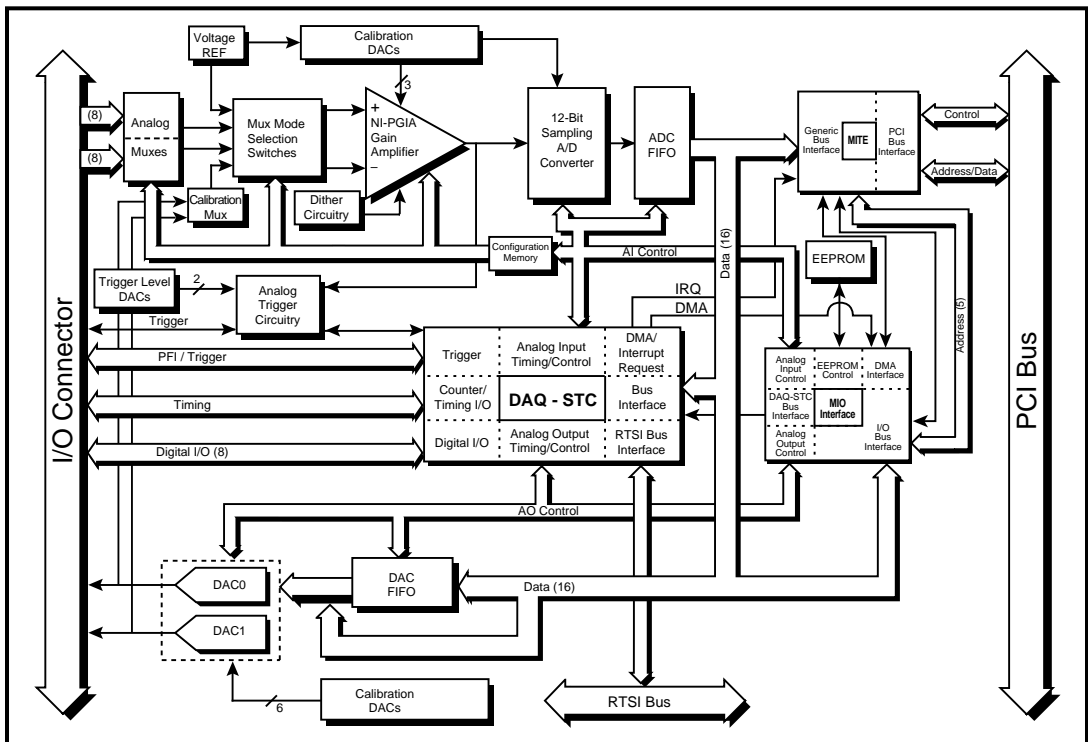 Voltage
REF
Calibration
DACs
3
(8)
(8)
Analog
Muxes
Mux Mode
Selection
Switches
+
NI-PGIA
Gain
Amplifier
–
12-Bit
Sampling
A/D
Converter
ADC
FIFO
Generic
Bus
Interface
MITE
PCI
Bus
Interface
Control
Address/Data
Calibration
Mux
Dither
Circuitry
Configuration
Memory
AI Control
Data (16)
EEPROM
Address (5)
Trigger Level
DACs
2
Analog
Trigger
Circuitry
IRQ
DMA
Trigger
PFI / Trigger
Timing
Digital I/O (8)
Trigger
Analog Input
Timing/Control
DMA/
Interrupt
Request
Counter/
Timing I/O
DAQ - STC
Bus
Interface
Digital I/O
Analog Output
Timing/Control
RTSI Bus
Interface
Analog
Input
Control
EEPROM
Control
DMA
Interface
DAQ-STC
Bus
Interface
MIO
Interface
Analog
Output
Control
I/O
Bus
Interface
I/O Connector
PCI Bus
AO Control
DAC0
DAC1
DAC
FIFO
Data (16)
6
Calibration
DACs
RTSI Bus